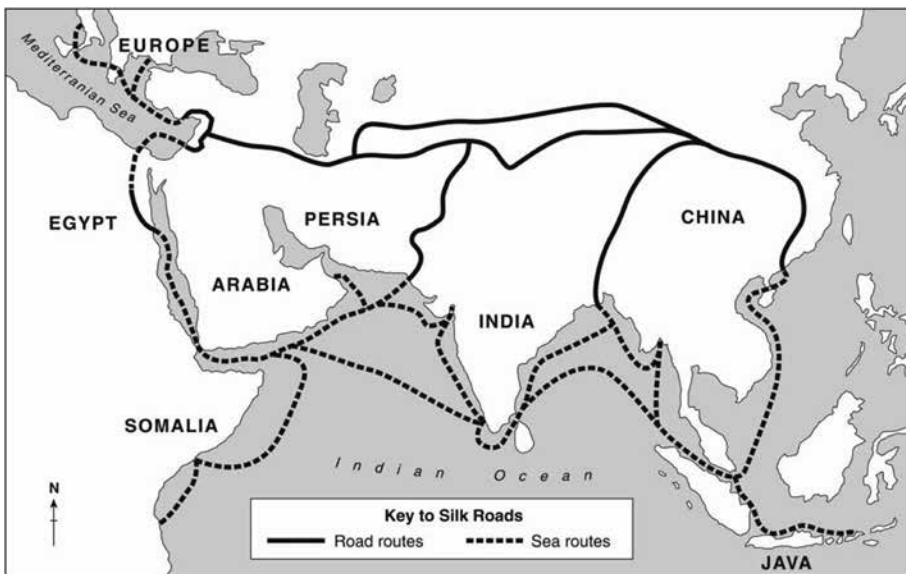 EUROPE
Mediterranean Sea
EGYPT
PERSIA
CHINA
ARABIA
INDIA
SOMALIA
Indian Ocean
N
Key to Silk Roads
Road routes Sea routes
JAVA